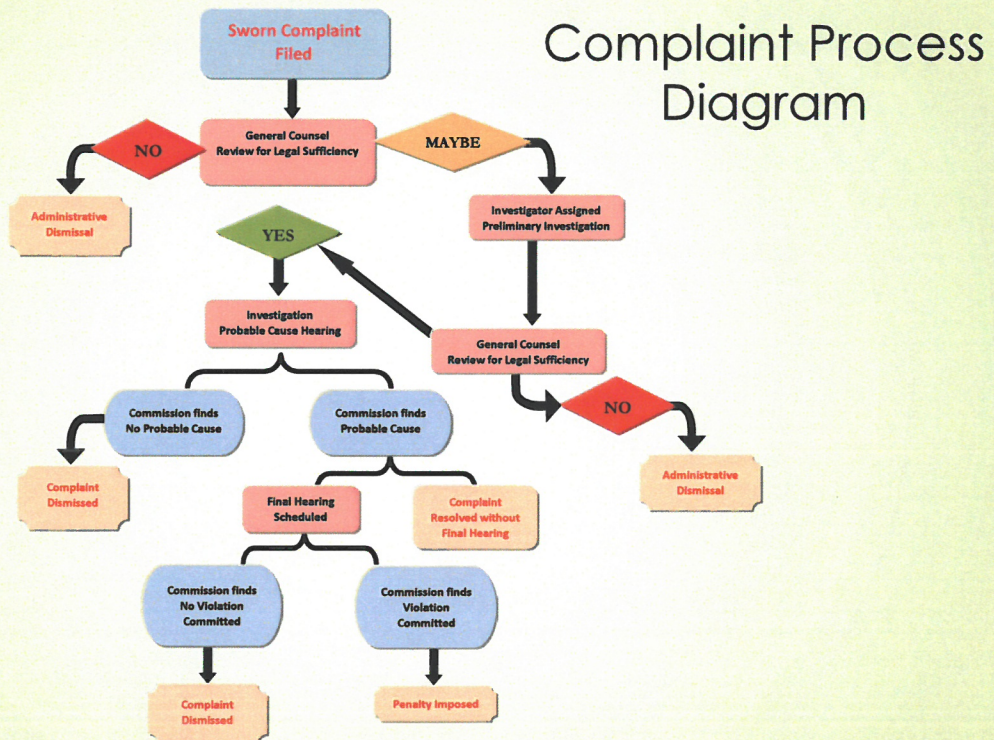 Complaint Process
Diagram
Sworn Complaint
Filed
General Counsel
Review for Legal Sufficiency
NO
MAYBE
Administrative
Dismissal
Investigator Assigned
Preliminary Investigation
YES
Investigation
Probable Cause Hearing
General Counsel
Review for Legal Sufficiency
NO
Commission finds
No Probable Cause
Commission finds
Probable Cause
Administrative
Dismissal
Complaint
Dismissed
Final Hearing
Scheduled
Complaint
Resolved without
Final Hearing
Commission finds
No Violation
Committed
Commission finds
Violation
Committed
Complaint
Dismissed
Penalty Imposed